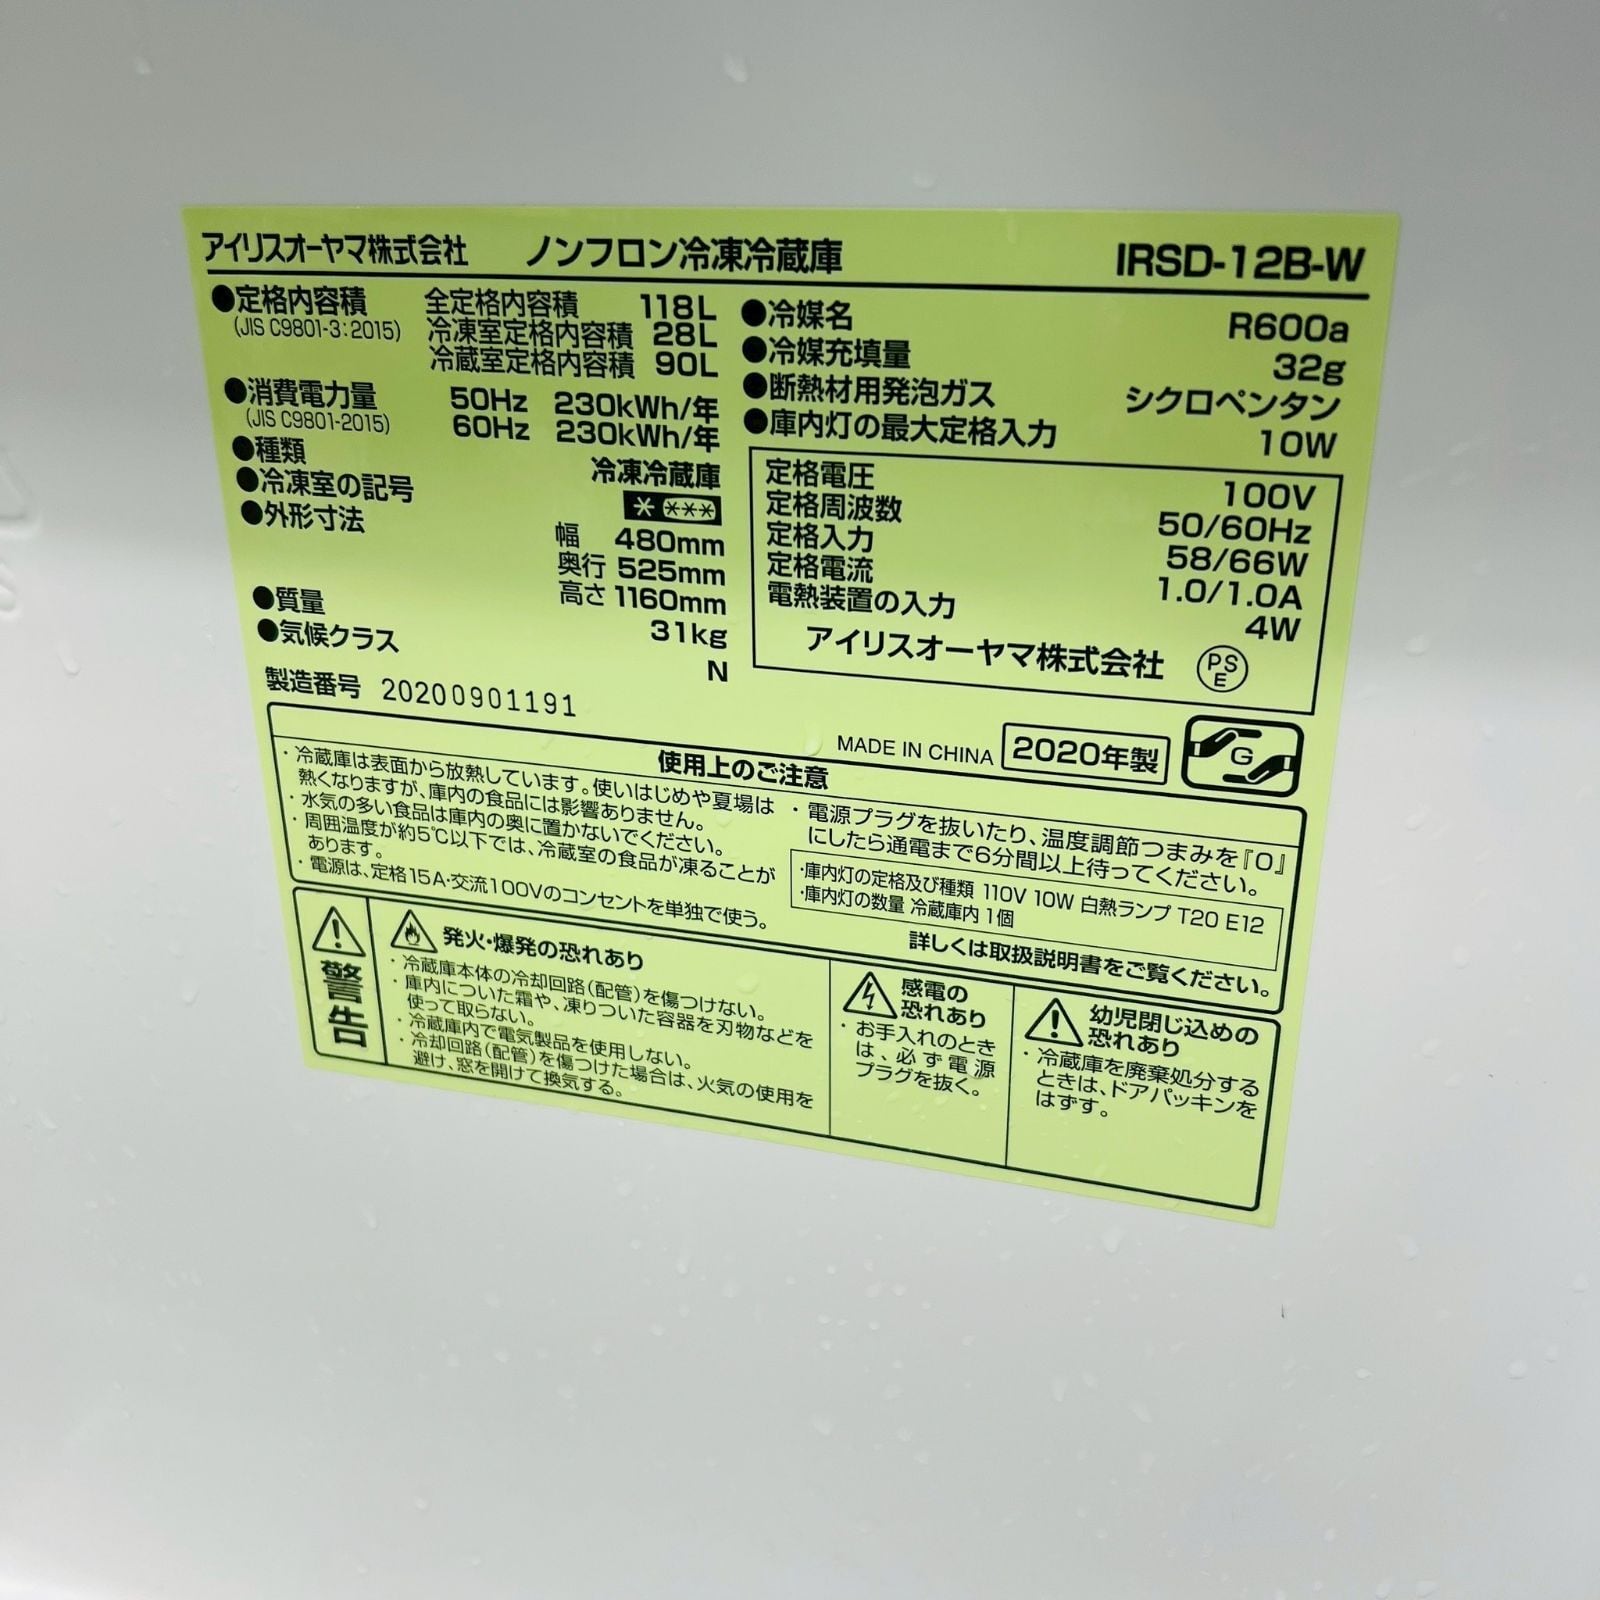 アイリスオーヤマ株式会社 ノンフロン冷凍冷蔵庫 IRSD-12B-W
●定格内容積 全定格内容積 118L
(JIS C9801-3:2015) 冷凍室定格内容積 28L
冷蔵室定格内容積 90L
●消費電力量 50Hz 230kWh/年
(JIS C9801-2015) 60Hz 230kWh/年
●種類 冷凍冷蔵庫
●冷凍室の記号 * ***
●外形寸法 幅 480mm
奥行 525mm
高さ 1160mm
●質量 31kg
●気候クラス N
製造番号 20200901191
●冷媒名 R600a
●冷媒充填量 32g
●断熱材用発泡ガス シクロペンタン
●庫内灯の最大定格入力 10W
定格電圧 100V
定格周波数 50/60Hz
定格入力 58/66W
定格電流 1.0/1.0A
電熱装置の入力 4W
アイリスオーヤマ株式会社 PSE
MADE IN CHINA 2020年製 G
使用上のご注意
・冷蔵庫は表面から放熱しています。使いはじめや夏場は
熱くなりますが、庫内の食品には影響ありません。
・水気の多い食品は庫内の奥に置かないでください。
・周囲温度が約5℃以下では、冷蔵室の食品が凍ることが
あります。
・電源は、定格15A・交流100Vのコンセントを単独で使う。
・電源プラグを抜いたり、温度調節つまみを『0』
にしたら通電まで6分間以上待ってください。
・庫内灯の定格及び種類 110V 10W 白熱ランプ T20 E12
・庫内灯の数量 冷蔵庫内 1個
詳しくは取扱説明書をご覧ください。
警告
発火・爆発の恐れあり
・冷蔵庫本体の冷却回路(配管)を傷つけない。
・庫内についた霜や、凍りついた容器を刃物などを
使って取らない。
・冷蔵庫内で電気製品を使用しない。
・冷却回路(配管)を傷つけた場合は、火気の使用を
避け、窓を開けて換気する。
感電の
恐れあり
・お手入れのとき
は、必ず電源
プラグを抜く。
幼児閉じ込めの
恐れあり
・冷蔵庫を廃棄処分する
ときは、ドアパッキンを
はずす。